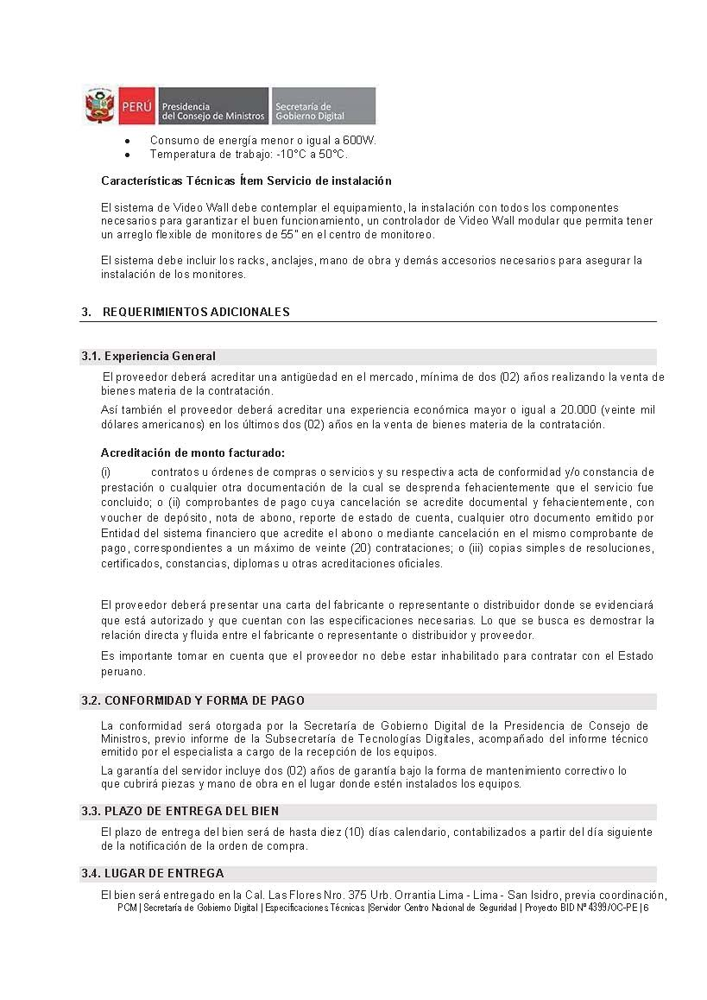 PERÚ
Presidencia
del Consejo de Ministros
Secretaría de
Gobierno Digital
• Consumo de energía menor o igual a 600W.
• Temperatura de trabajo: -10°C a 50°C.
Características Técnicas Ítem Servicio de instalación
El sistema de Video Wall debe contemplar el equipamiento, la instalación con todos los componentes
necesarios para garantizar el buen funcionamiento, un controlador de Video Wall modular que permita tener
un arreglo flexible de monitores de 55" en el centro de monitoreo.
El sistema debe incluir los racks, anclajes, mano de obra y demás accesorios necesarios para asegurar la
instalación de los monitores.
3. REQUERIMIENTOS ADICIONALES
3.1. Experiencia General
El proveedor deberá acreditar una antigüedad en el mercado, mínima de dos (02) años realizando la venta de
bienes materia de la contratación.
Así también el proveedor deberá acreditar una experiencia económica mayor o igual a 20.000 (veinte mil
dólares americanos) en los últimos dos (02) años en la venta de bienes materia de la contratación.
Acreditación de monto facturado:
(i) contratos u órdenes de compras o servicios y su respectiva acta de conformidad y/o constancia de
prestación o cualquier otra documentación de la cual se desprenda fehacientemente que el servicio fue
concluido; o (ii) comprobantes de pago cuya cancelación se acredite documental y fehacientemente, con
voucher de depósito, nota de abono, reporte de estado de cuenta, cualquier otro documento emitido por
Entidad del sistema financiero que acredite el abono o mediante cancelación en el mismo comprobante de
pago, correspondientes a un máximo de veinte (20) contrataciones; o (iii) copias simples de resoluciones,
certificados, constancias, diplomas u otras acreditaciones oficiales.
El proveedor deberá presentar una carta del fabricante o representante o distribuidor donde se evidenciará
que está autorizado y que cuentan con las especificaciones necesarias. Lo que se busca es demostrar la
relación directa y fluida entre el fabricante o representante o distribuidor y proveedor.
Es importante tomar en cuenta que el proveedor no debe estar inhabilitado para contratar con el Estado
peruano.
3.2. CONFORMIDAD Y FORMA DE PAGO
La conformidad será otorgada por la Secretaría de Gobierno Digital de la Presidencia de Consejo de
Ministros, previo informe de la Subsecretaría de Tecnologías Digitales, acompañado del informe técnico
emitido por el especialista a cargo de la recepción de los equipos.
La garantía del servidor incluye dos (02) años de garantía bajo la forma de mantenimiento correctivo lo
que cubrirá piezas y mano de obra en el lugar donde estén instalados los equipos.
3.3. PLAZO DE ENTREGA DEL BIEN
El plazo de entrega del bien será de hasta diez (10) días calendario, contabilizados a partir del día siguiente
de la notificación de la orden de compra.
3.4. LUGAR DE ENTREGA
El bien será entregado en la Cal. Las Flores Nro. 375 Urb. Orrantia Lima - Lima - San Isidro, previa coordinación,
PCM | Secretaría de Gobierno Digital | Especificaciones Técnicas |Servidor Centro Nacional de Seguridad | Proyecto BID Nº 4399/OC-PE | 6